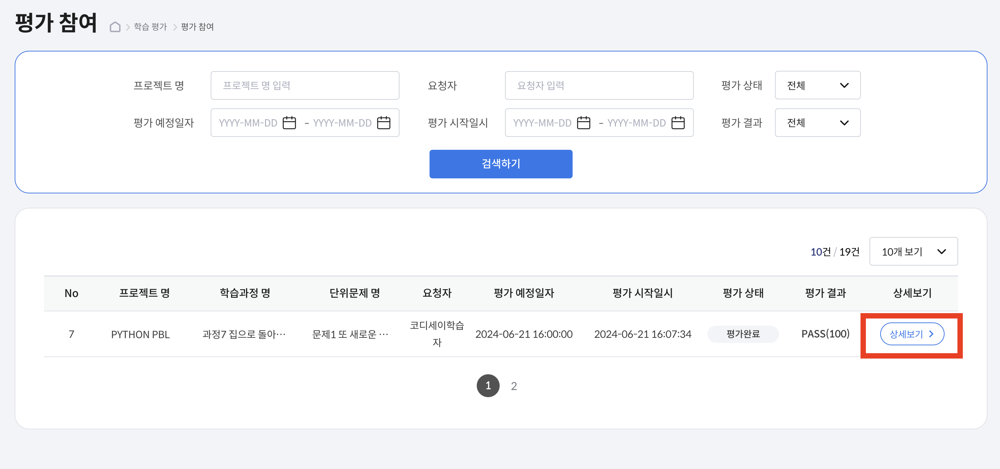 평가 참여
학습 평가 > 평가 참여
프로젝트 명 프로젝트 명 입력 요청자 요청자 입력 평가 상태 전체
평가 예정일자 YYYY-MM-DD - YYYY-MM-DD 평가 시작일시 YYYY-MM-DD - YYYY-MM-DD 평가 결과 전체
검색하기
10건 / 19건 10개 보기
No 프로젝트 명 학습과정 명 단위문제 명 요청자 평가 예정일자 평가 시작일시 평가 상태 평가 결과 상세보기
7 PYTHON PBL 과정7 집으로 돌아… 문제1 또 새로운 … 코디세이학습자 2024-06-21 16:00:00 2024-06-21 16:07:34 평가완료 PASS(100) 상세보기 >
1 2